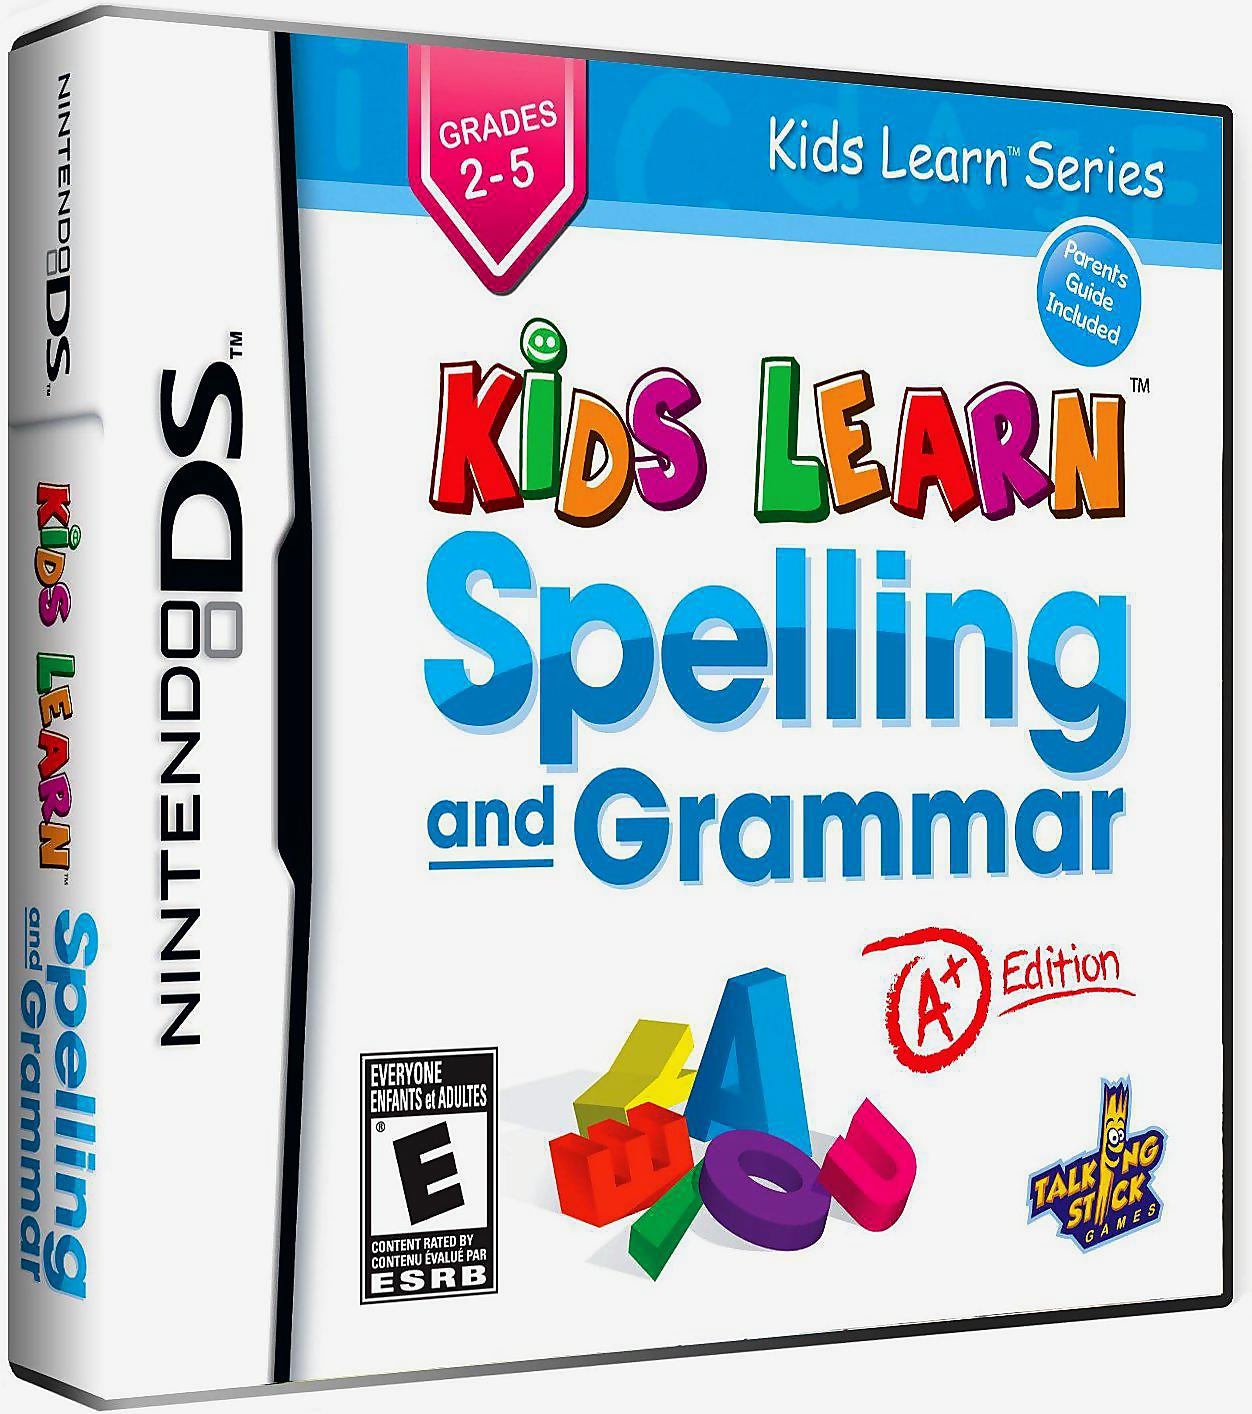 NINTENDO DS™
KIDS LEARN™
Spelling
and Grammar
NINTENDO DS™
GRADES
2-5
Kids Learn™ Series
Parents
Guide
Included
KIDS LEARN™
Spelling
and Grammar
A+ Edition
EVERYONE
ENFANTS et ADULTES
®
E
CONTENT RATED BY
CONTENU ÉVALUÉ PAR
ESRB
Y A
E I O U
TALKING
STICK
GAMES